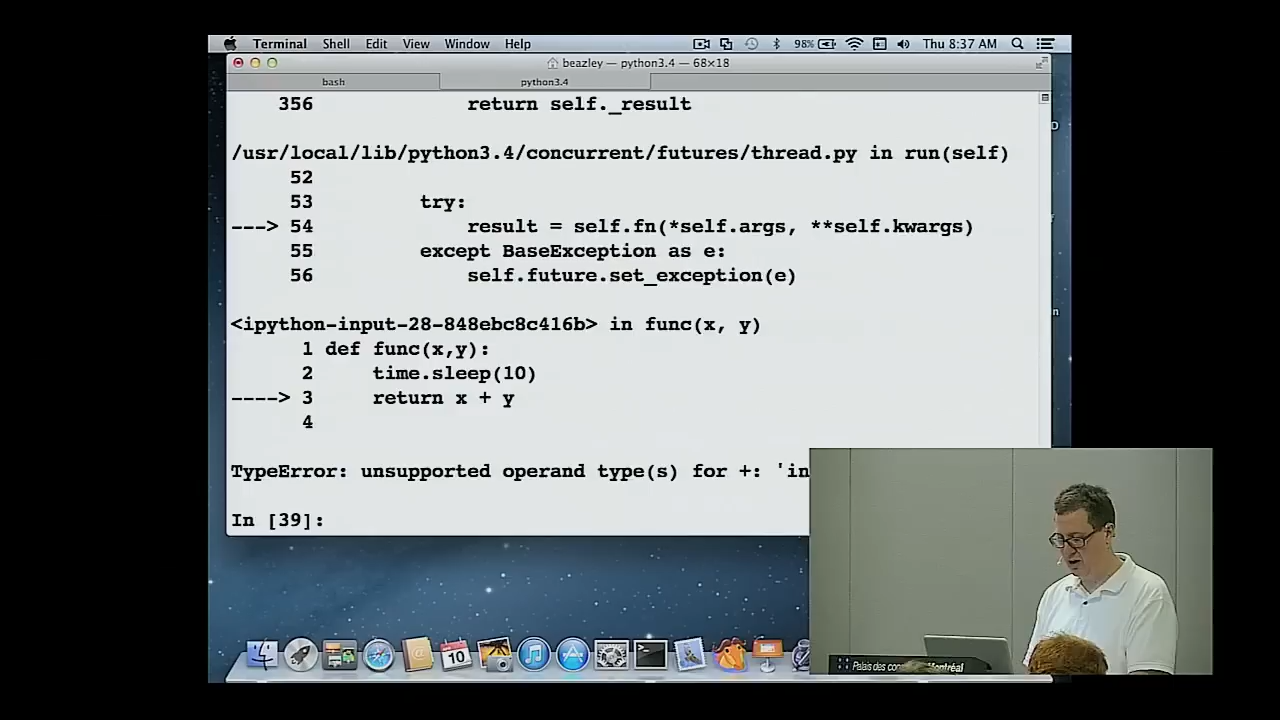 Terminal Shell Edit View Window Help 98% Thu 8:37 AM
beazley — python3.4 — 68×18
bash python3.4
356 return self._result
/usr/local/lib/python3.4/concurrent/futures/thread.py in run(self)
52
53 try:
---> 54 result = self.fn(*self.args, **self.kwargs)
55 except BaseException as e:
56 self.future.set_exception(e)
<ipython-input-28-848ebc8c416b> in func(x, y)
1 def func(x,y):
2 time.sleep(10)
----> 3 return x + y
4
TypeError: unsupported operand type(s) for +: 'in
In [39]:
10
Palais des Montréal